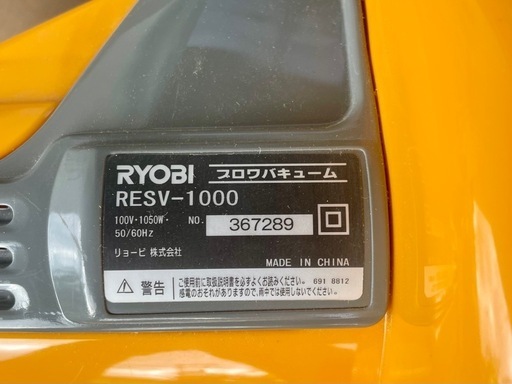 RYOBI ブロワバキューム
RESV-1000
100V·1050W· NO. 367289
50/60Hz
リョービ 株式会社
MADE IN CHINA
警告 ご使用前に取扱説明書を必ずよくお読みください。 691 8812
感電のおそれがありますので、雨中では使用しないでください。